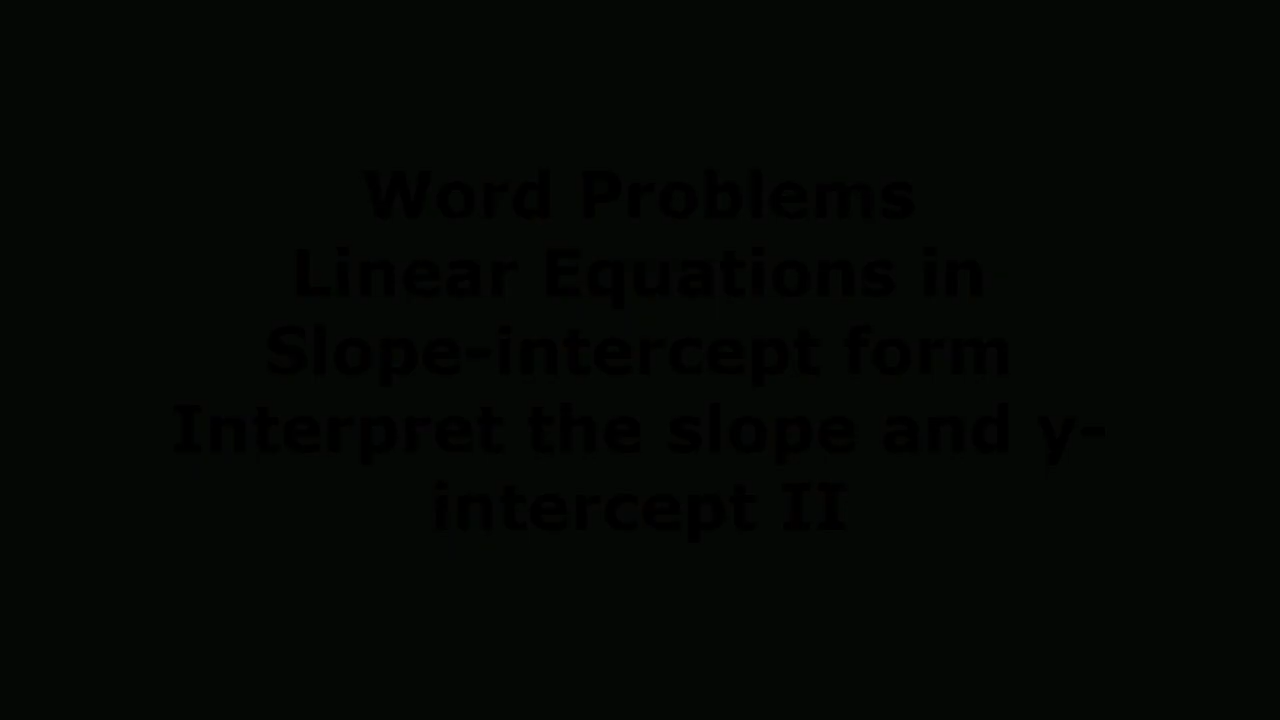 Word Problems
Linear Equations in
Slope-intercept form
Interpret the slope and y-
intercept II